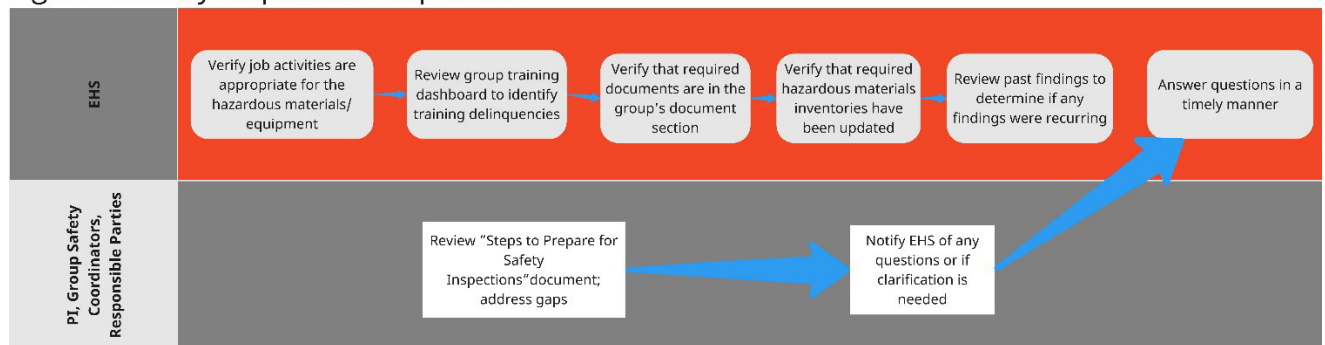 EHS
Verify job activities are
appropriate for the
hazardous materials/
equipment
Review group training
dashboard to identify
training delinquencies
Verify that required
documents are in the
group's document
section
Verify that required
hazardous materials
inventories have
been updated
Review past findings to
determine if any
findings were recurring
Answer questions in a
timely manner
PI, Group Safety
Coordinators,
Responsible Parties
Review "Steps to Prepare for
Safety
Inspections"document;
address gaps
Notify EHS of any
questions or if
clarification is
needed